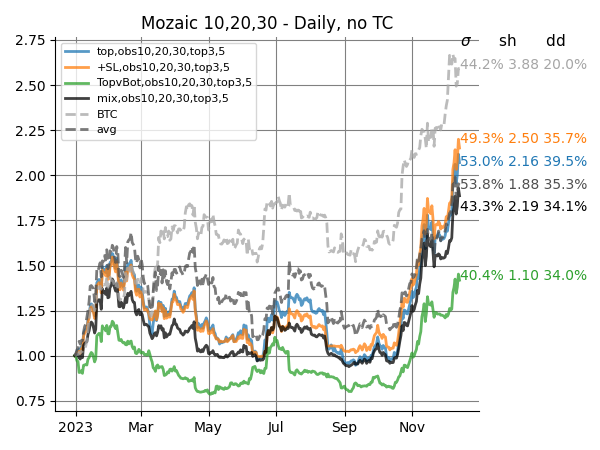 Mozaic 10,20,30 - Daily, no TC
σ sh dd
top,obs10,20,30,top3,5
+SL,obs10,20,30,top3,5
TopvBot,obs10,20,30,top3,5
mix,obs10,20,30,top3,5
BTC
avg
44.2% 3.88 20.0%
49.3% 2.50 35.7%
53.0% 2.16 39.5%
53.8% 1.88 35.3%
43.3% 2.19 34.1%
40.4% 1.10 34.0%
2.75
2.50
2.25
2.00
1.75
1.50
1.25
1.00
0.75
2023 Mar May Jul Sep Nov